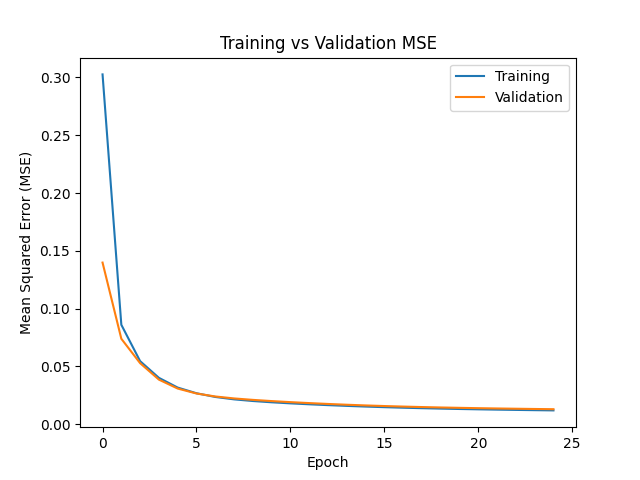 Training vs Validation MSE
Training
Validation
0.30
0.25
0.20
0.15
0.10
0.05
0.00
Mean Squared Error (MSE)
0 5 10 15 20 25
Epoch